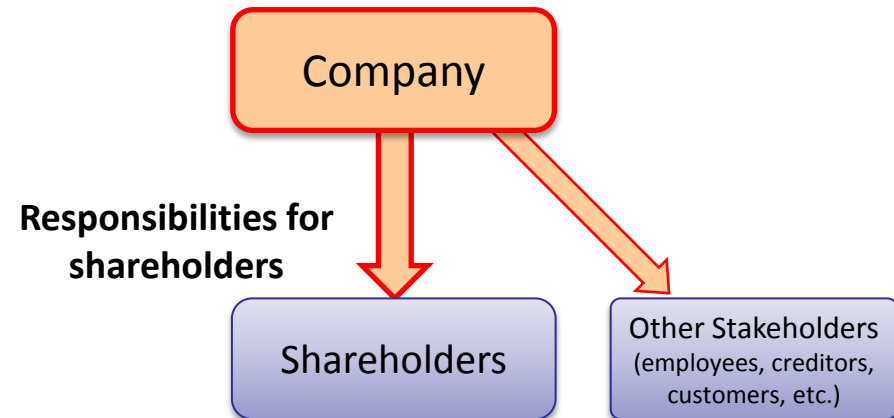 Company
Responsibilities for
shareholders
Shareholders
Other Stakeholders
(employees, creditors,
customers, etc.)